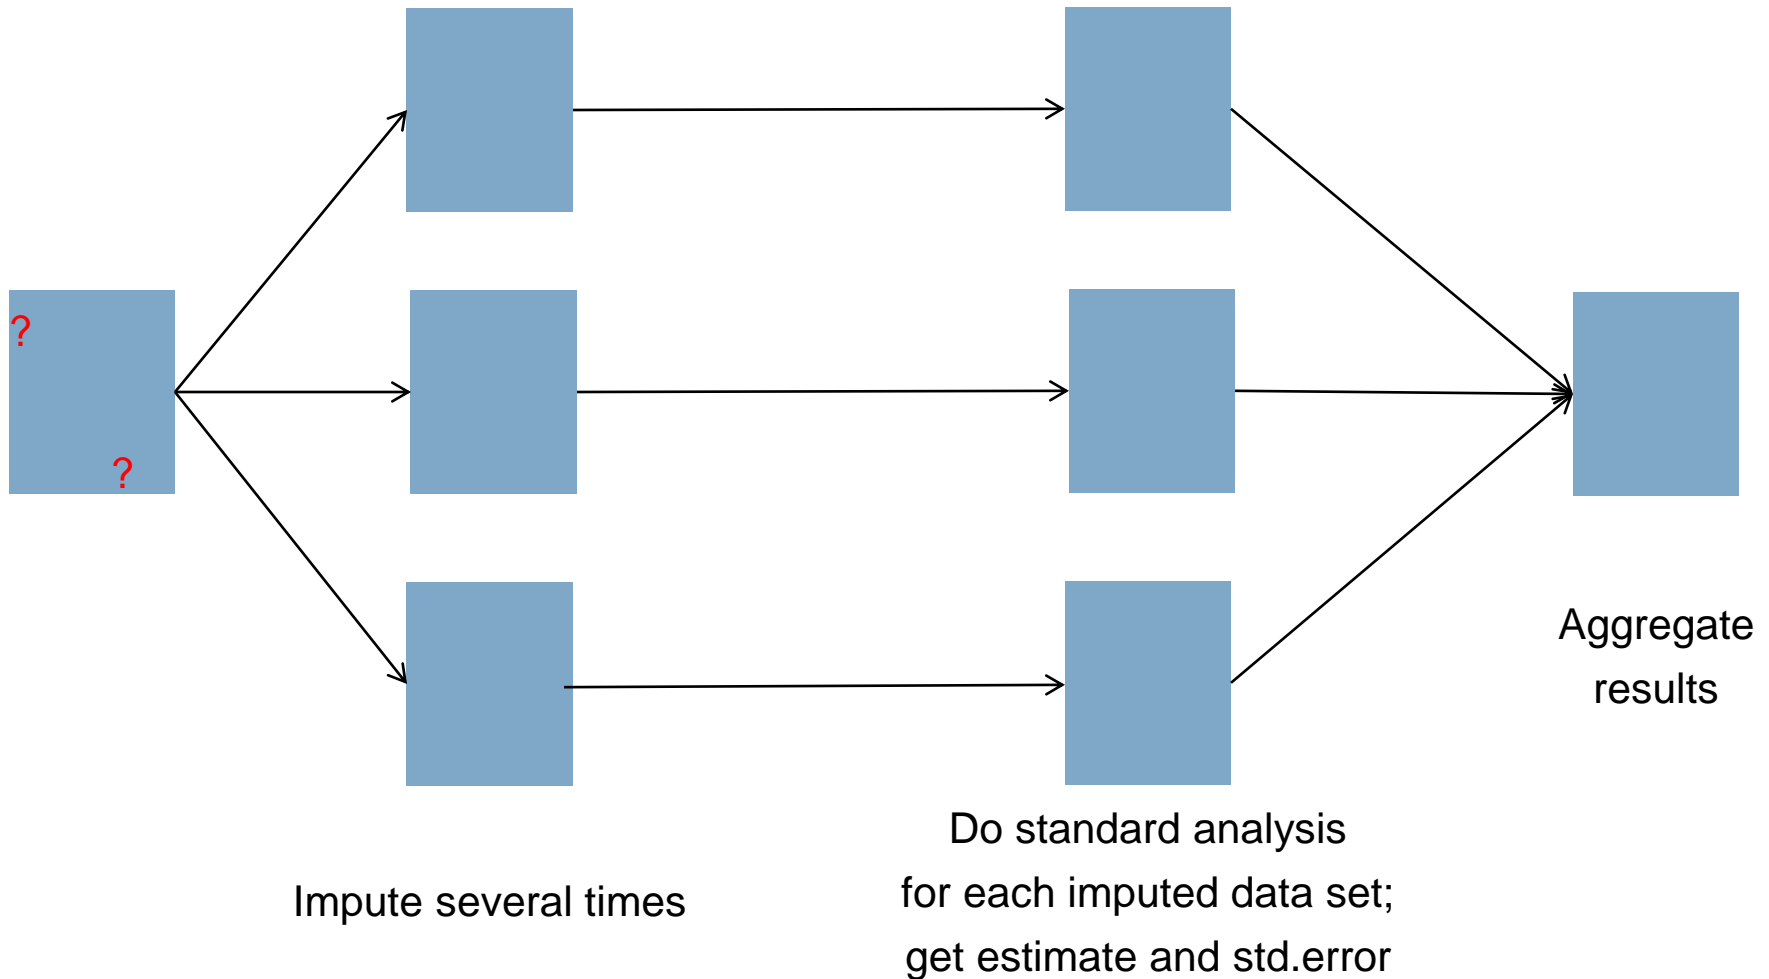 ?
?
Aggregate
results
Do standard analysis
for each imputed data set;
get estimate and std.error
Impute several times